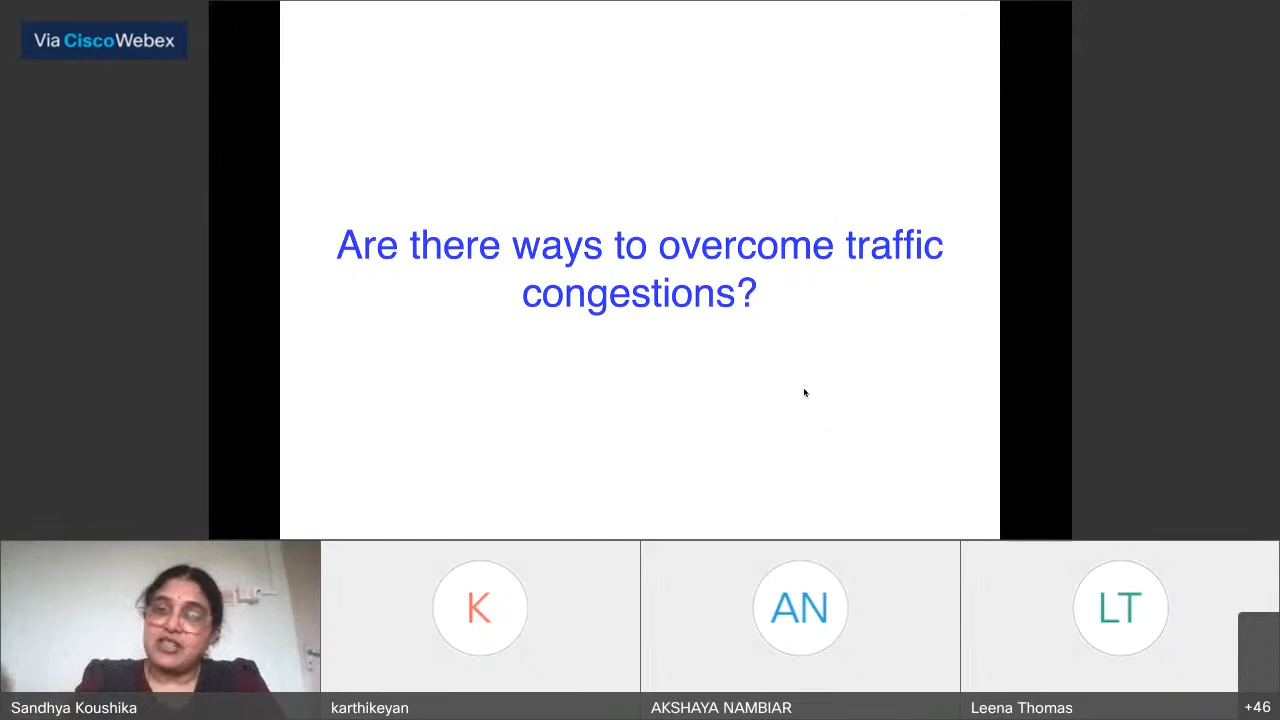 Via CiscoWebex
Are there ways to overcome traffic
congestions?
K
AN
LT
Sandhya Koushika
karthikeyan
AKSHAYA NAMBIAR
Leena Thomas
+46